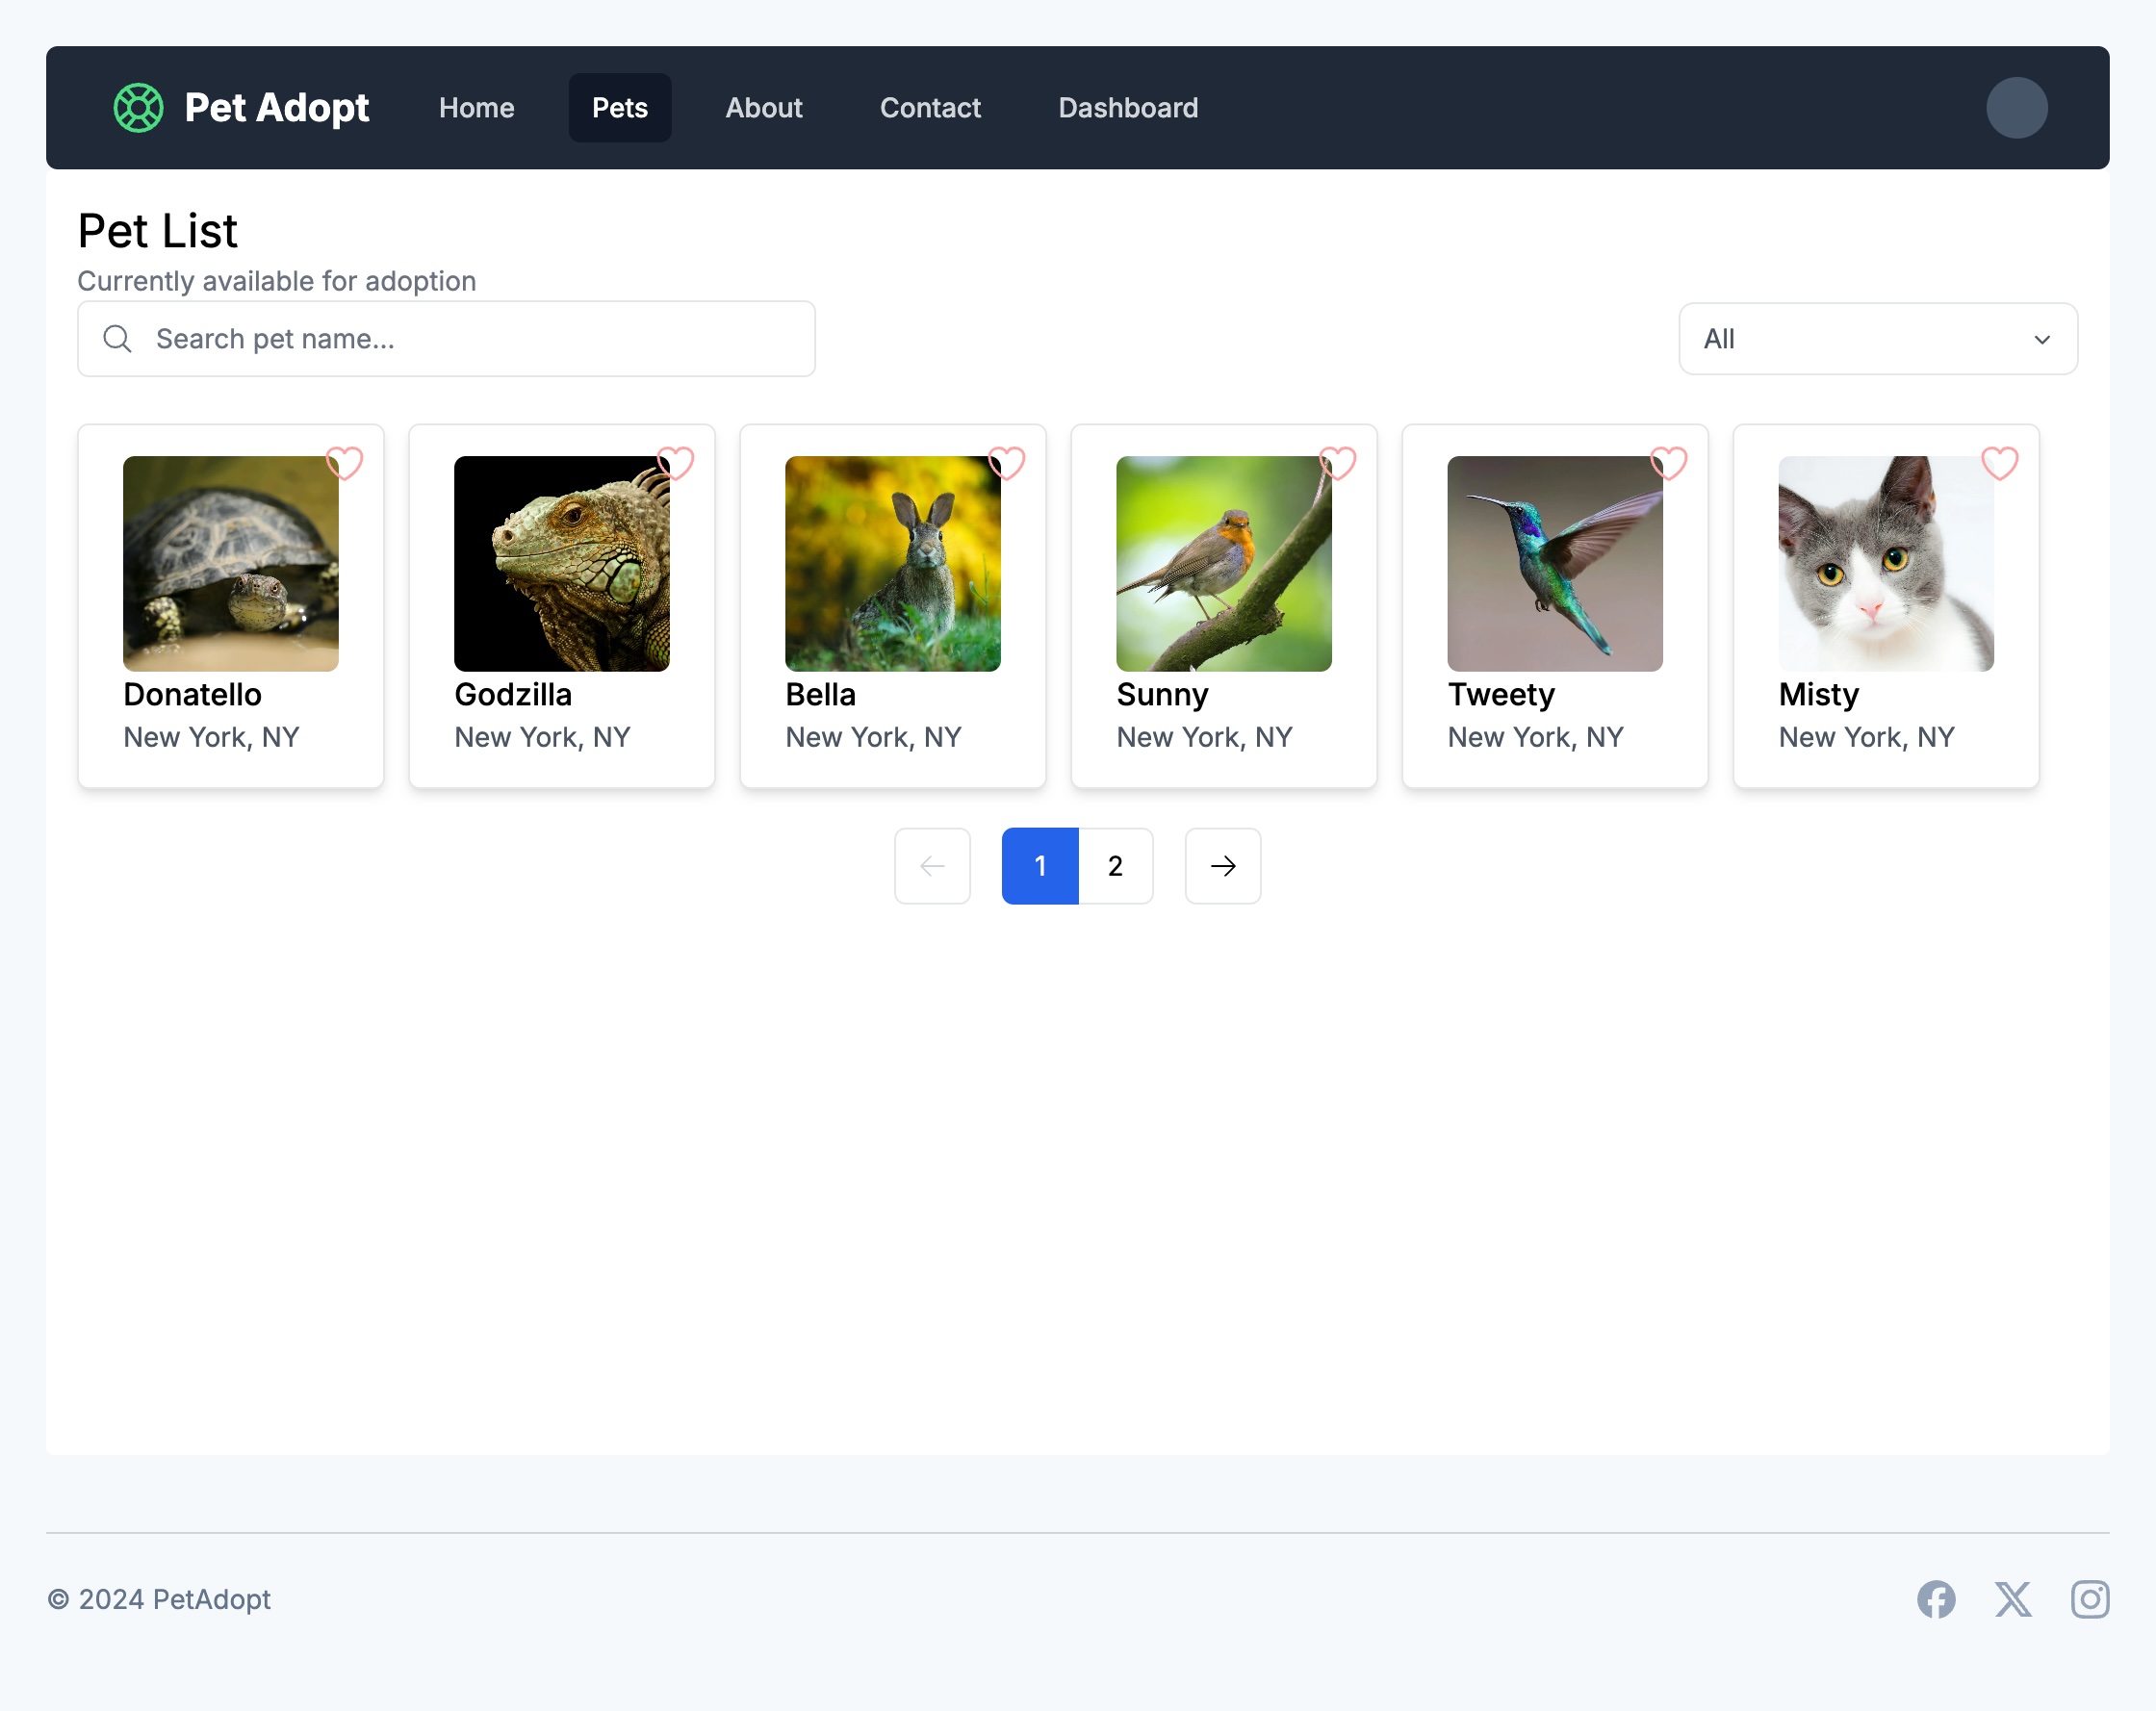 Pet Adopt
Home
Pets
About
Contact
Dashboard
Pet List
Currently available for adoption
Search pet name...
All
Donatello
New York, NY
Godzilla
New York, NY
Bella
New York, NY
Sunny
New York, NY
Tweety
New York, NY
Misty
New York, NY
1
2
© 2024 PetAdopt